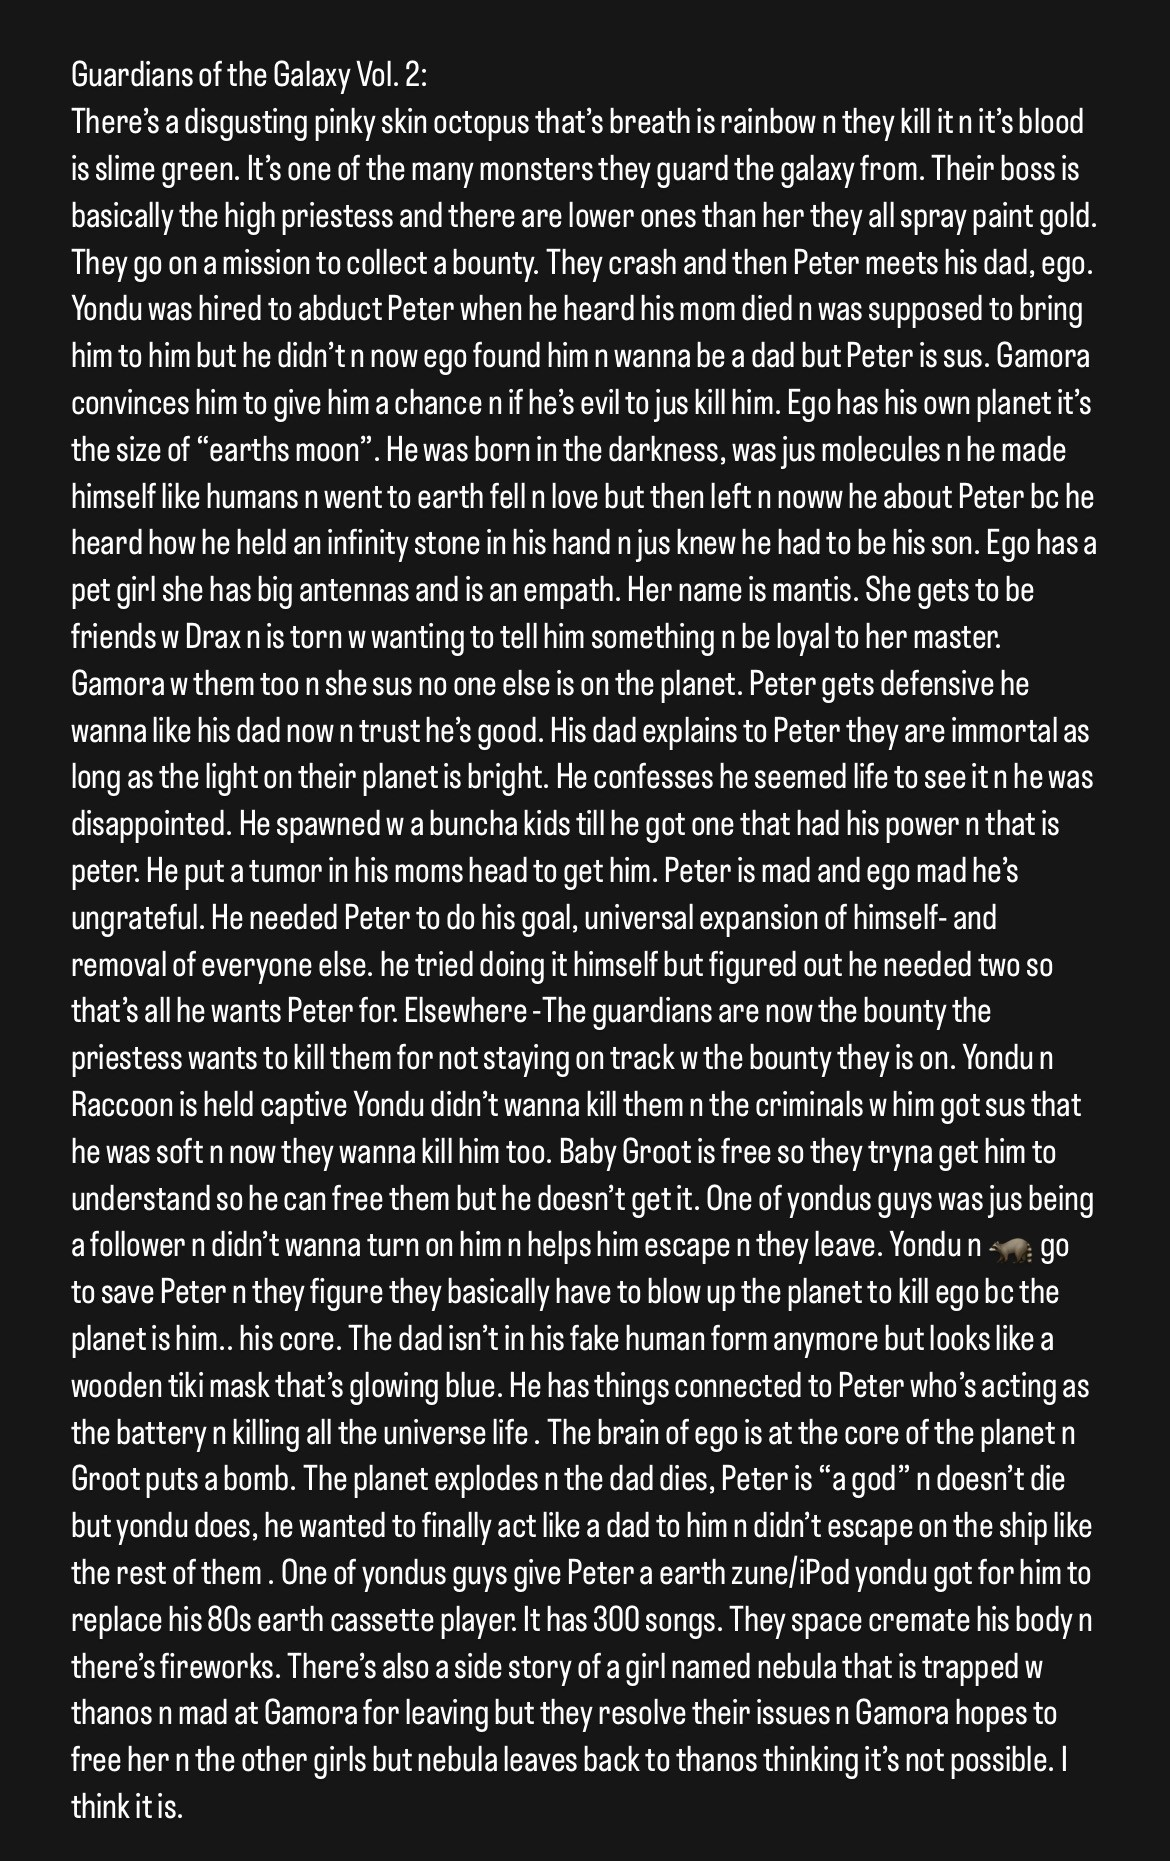 Guardians of the Galaxy Vol. 2:
There’s a disgusting pinky skin octopus that’s breath is rainbow n they kill it n it’s blood
is slime green. It’s one of the many monsters they guard the galaxy from. Their boss is
basically the high priestess and there are lower ones than her they all spray paint gold.
They go on a mission to collect a bounty. They crash and then Peter meets his dad, ego.
Yondu was hired to abduct Peter when he heard his mom died n was supposed to bring
him to him but he didn’t n now ego found him n wanna be a dad but Peter is sus. Gamora
convinces him to give him a chance n if he’s evil to jus kill him. Ego has his own planet it’s
the size of “earths moon”. He was born in the darkness, was jus molecules n he made
himself like humans n went to earth fell n love but then left n noww he about Peter bc he
heard how he held an infinity stone in his hand n jus knew he had to be his son. Ego has a
pet girl she has big antennas and is an empath. Her name is mantis. She gets to be
friends w Drax n is torn w wanting to tell him something n be loyal to her master.
Gamora w them too n she sus no one else is on the planet. Peter gets defensive he
wanna like his dad now n trust he’s good. His dad explains to Peter they are immortal as
long as the light on their planet is bright. He confesses he seemed life to see it n he was
disappointed. He spawned w a buncha kids till he got one that had his power n that is
peter. He put a tumor in his moms head to get him. Peter is mad and ego mad he’s
ungrateful. He needed Peter to do his goal, universal expansion of himself- and
removal of everyone else. he tried doing it himself but figured out he needed two so
that’s all he wants Peter for. Elsewhere -The guardians are now the bounty the
priestess wants to kill them for not staying on track w the bounty they is on. Yondu n
Raccoon is held captive Yondu didn’t wanna kill them n the criminals w him got sus that
he was soft n now they wanna kill him too. Baby Groot is free so they tryna get him to
understand so he can free them but he doesn’t get it. One of yondus guys was jus being
a follower n didn’t wanna turn on him n helps him escape n they leave. Yondu n 🦝 go
to save Peter n they figure they basically have to blow up the planet to kill ego bc the
planet is him.. his core. The dad isn’t in his fake human form anymore but looks like a
wooden tiki mask that’s glowing blue. He has things connected to Peter who’s acting as
the battery n killing all the universe life . The brain of ego is at the core of the planet n
Groot puts a bomb. The planet explodes n the dad dies, Peter is “a god” n doesn’t die
but yondu does, he wanted to finally act like a dad to him n didn’t escape on the ship like
the rest of them . One of yondus guys give Peter a earth zune/iPod yondu got for him to
replace his 80s earth cassette player. It has 300 songs. They space cremate his body n
there’s fireworks. There’s also a side story of a girl named nebula that is trapped w
thanos n mad at Gamora for leaving but they resolve their issues n Gamora hopes to
free her n the other girls but nebula leaves back to thanos thinking it’s not possible. I
think it is.